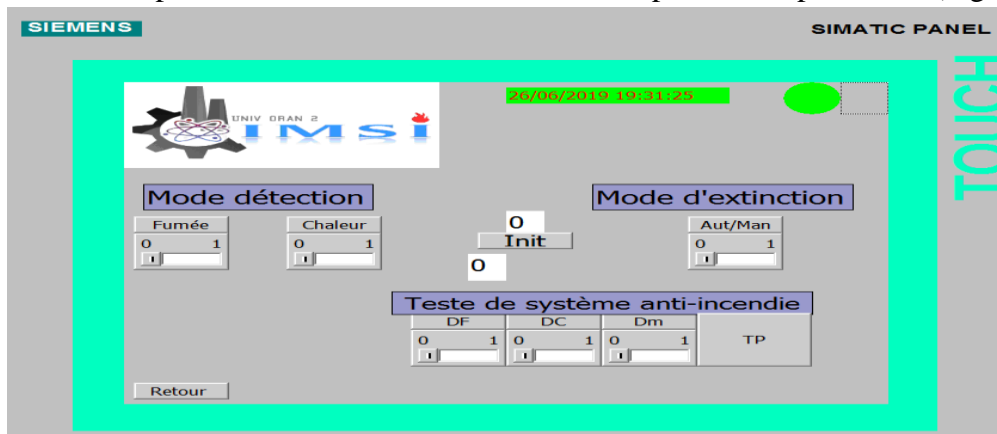 SIEMENS
SIMATIC PANEL
TOUCH
26/06/2019 19:31:25
UNIV ORAN 2
IMSi
Mode détection
Mode d'extinction
Fumée
0 1
Chaleur
0 1
0
Init
0
Aut/Man
0 1
Teste de système anti-incendie
DF
DC
Dm
TP
0 1
0 1
0 1
Retour